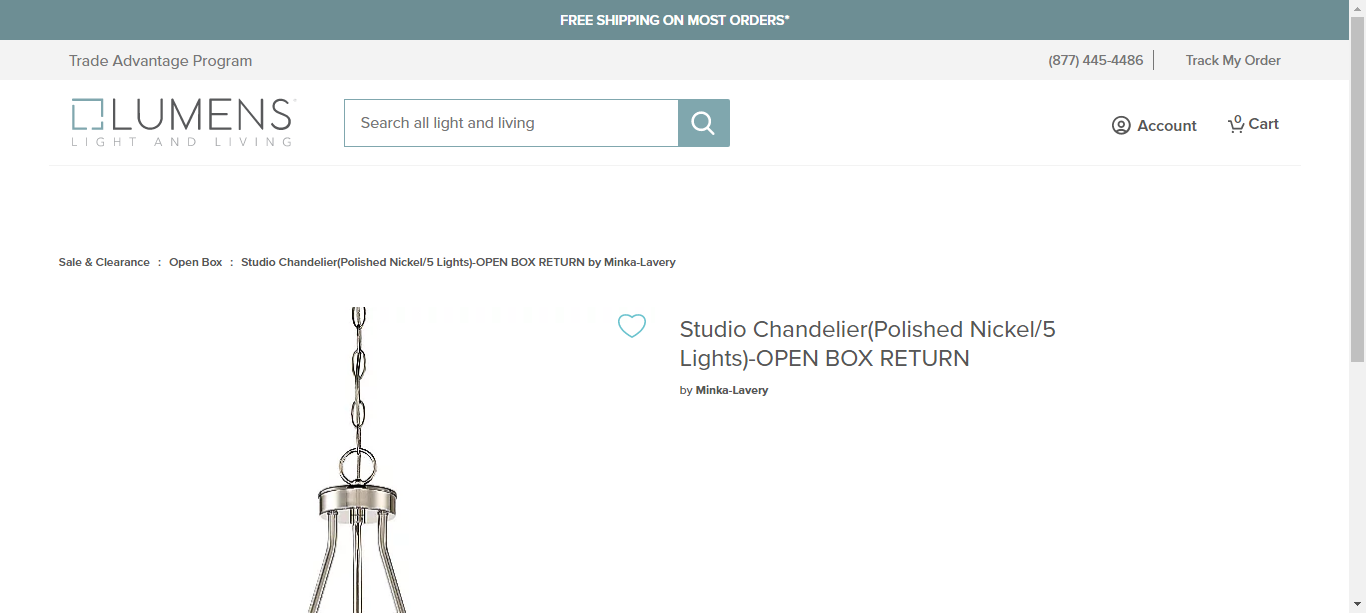 FREE SHIPPING ON MOST ORDERS*
Trade Advantage Program
(877) 445-4486
Track My Order
LUMENS
LIGHT AND LIVING
Search all light and living
Account
0
Cart
Sale & Clearance : Open Box : Studio Chandelier(Polished Nickel/5 Lights)-OPEN BOX RETURN by Minka-Lavery
Studio Chandelier(Polished Nickel/5
Lights)-OPEN BOX RETURN
by Minka-Lavery